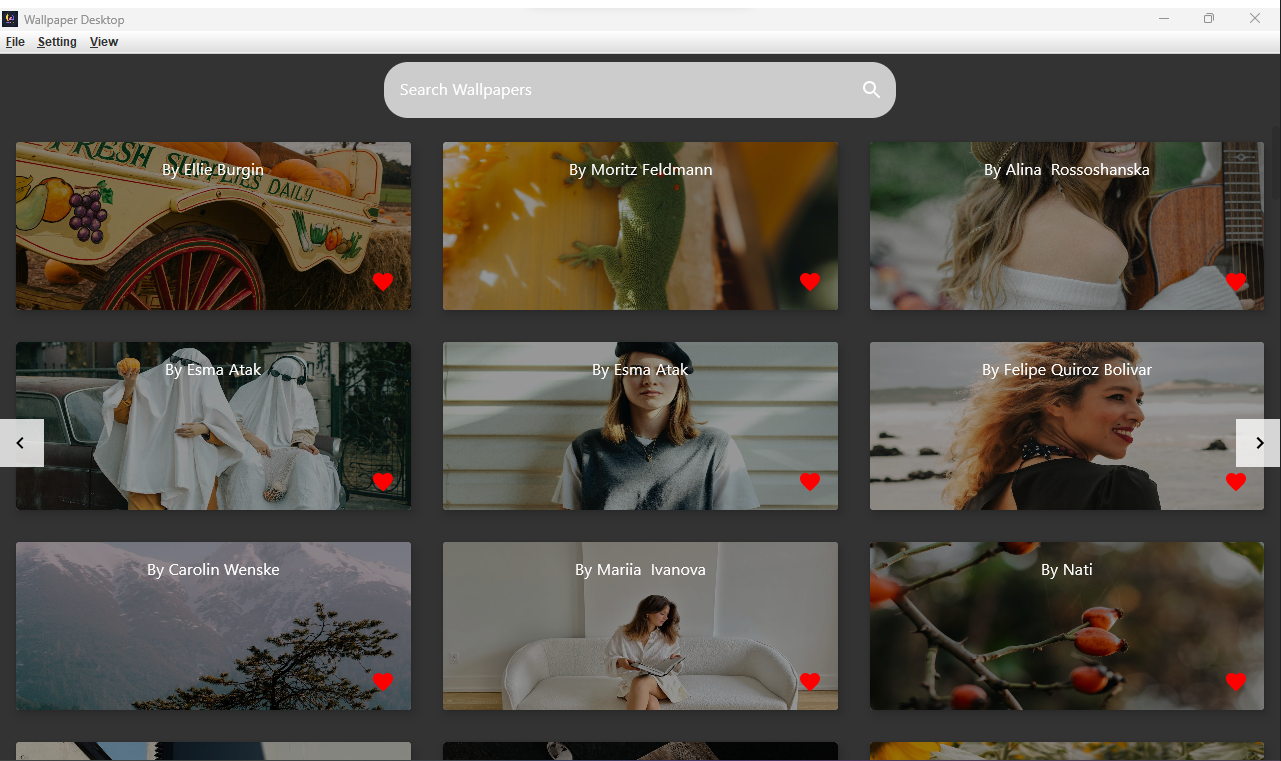 Wallpaper Desktop
File Setting View
Search Wallpapers
FRESH SUPPLIES DAILY
By Ellie Burgin
By Moritz Feldmann
By Alina  Rossoshanska
By Esma Atak
By Esma Atak
By Felipe Quiroz Bolivar
By Carolin Wenske
By Mariia  Ivanova
By Nati